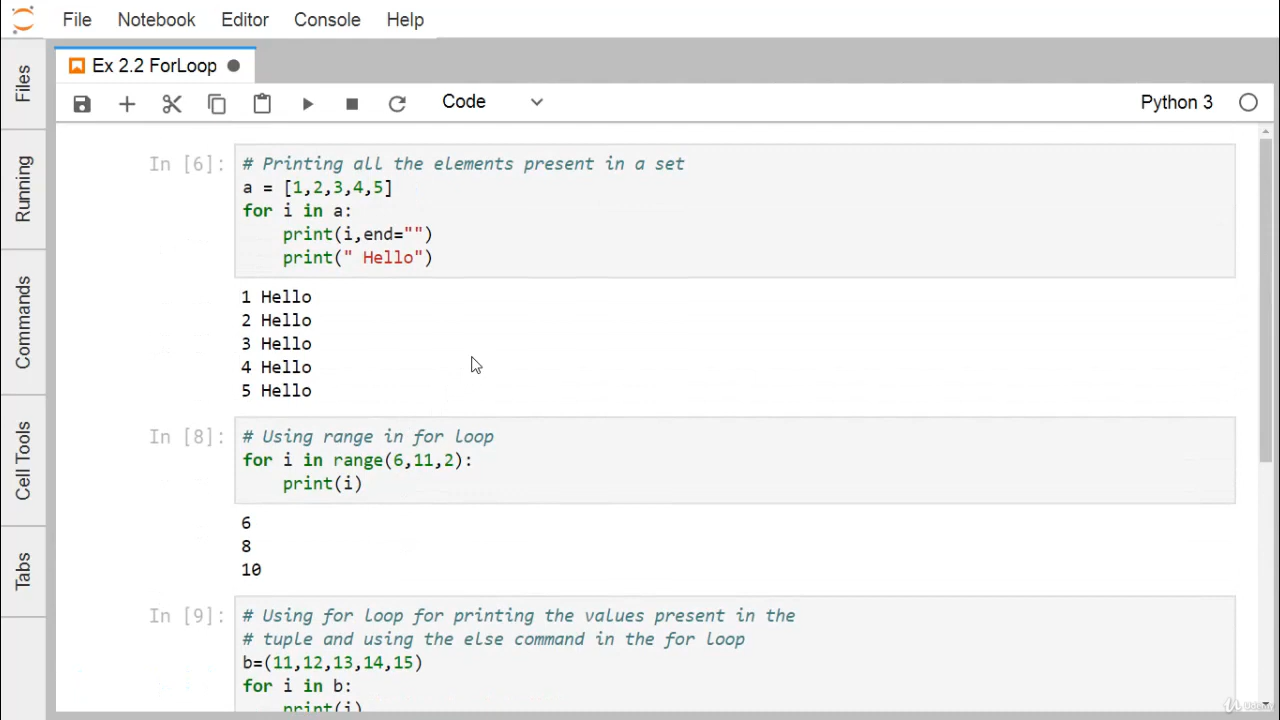 File Notebook Editor Console Help
Ex 2.2 ForLoop
Code
Python 3
Files
Running
Commands
Cell Tools
Tabs
In [6]:
# Printing all the elements present in a set
a = [1,2,3,4,5]
for i in a:
    print(i,end="")
    print(" Hello")
1 Hello
2 Hello
3 Hello
4 Hello
5 Hello
In [8]:
# Using range in for loop
for i in range(6,11,2):
    print(i)
6
8
10
In [9]:
# Using for loop for printing the values present in the
# tuple and using the else command in the for loop
b=(11,12,13,14,15)
for i in b:
    print(i)
Udemy